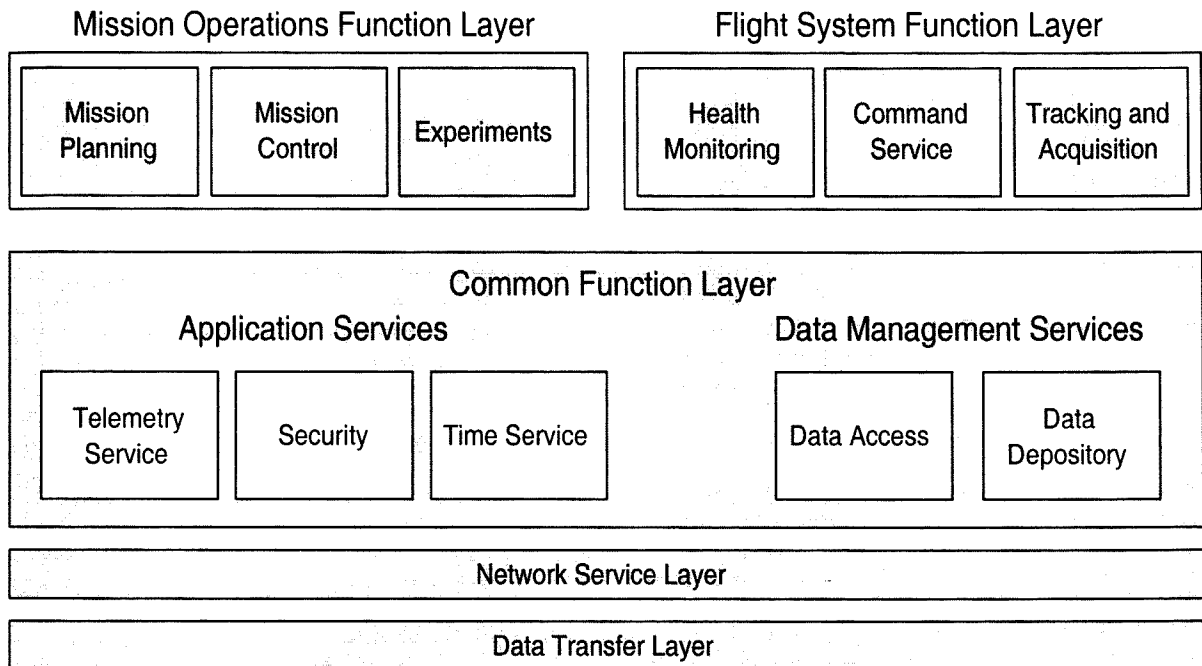 Mission Operations Function Layer
Flight System Function Layer
Mission
Planning
Mission
Control
Experiments
Health
Monitoring
Command
Service
Tracking and
Acquisition
Common Function Layer
Application Services
Data Management Services
Telemetry
Service
Security
Time Service
Data Access
Data
Depository
Network Service Layer
Data Transfer Layer